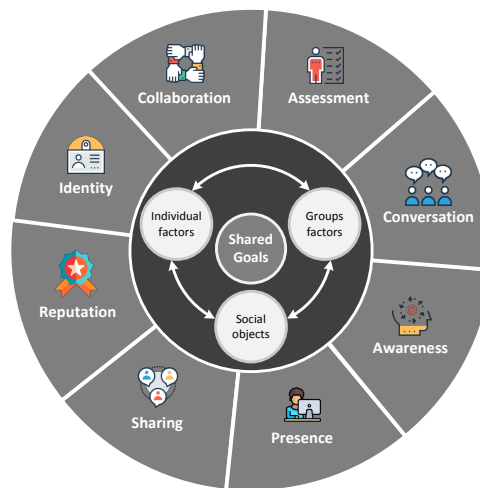 Collaboration
Assessment
Conversation
Awareness
Presence
Sharing
Reputation
Identity
Individual
factors
Groups
factors
Shared
Goals
Social
objects